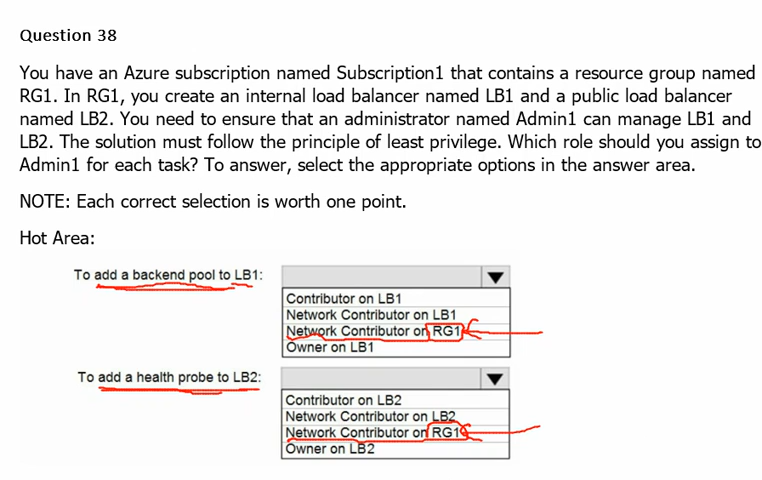 Question 38
You have an Azure subscription named Subscription1 that contains a resource group named
RG1. In RG1, you create an internal load balancer named LB1 and a public load balancer
named LB2. You need to ensure that an administrator named Admin1 can manage LB1 and
LB2. The solution must follow the principle of least privilege. Which role should you assign to
Admin1 for each task? To answer, select the appropriate options in the answer area.
NOTE: Each correct selection is worth one point.
Hot Area:
To add a backend pool to LB1:
Contributor on LB1
Network Contributor on LB1
Network Contributor on RG1
Owner on LB1
To add a health probe to LB2:
Contributor on LB2
Network Contributor on LB2
Network Contributor on RG1
Owner on LB2